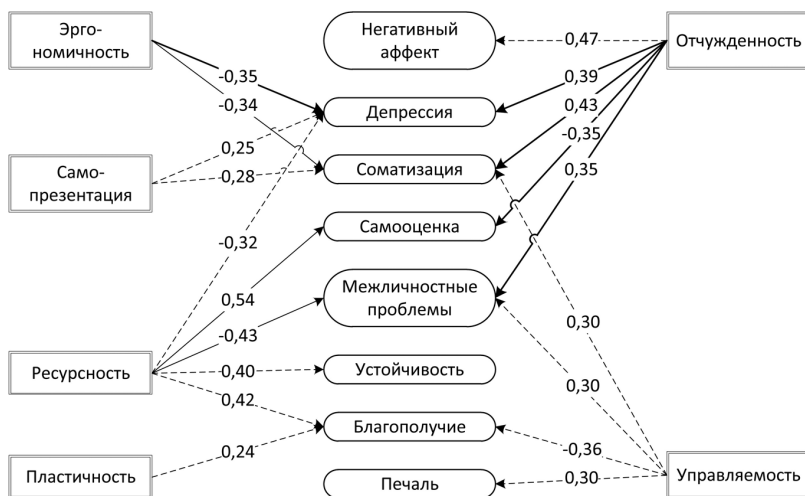 Эрго-
номичность
Негативный
аффект
0,47
Отчужденность
-0,35
-0,34
Депрессия
0,39
0,43
-0,35
0,35
Само-
презентация
0,25
0,28
Соматизация
Самооценка
-0,32
Межличностные
проблемы
0,54
-0,43
0,30
Ресурсность
0,40
0,42
Устойчивость
0,30
Благополучие
Пластичность
0,24
-0,36
0,30
Печаль
Управляемость